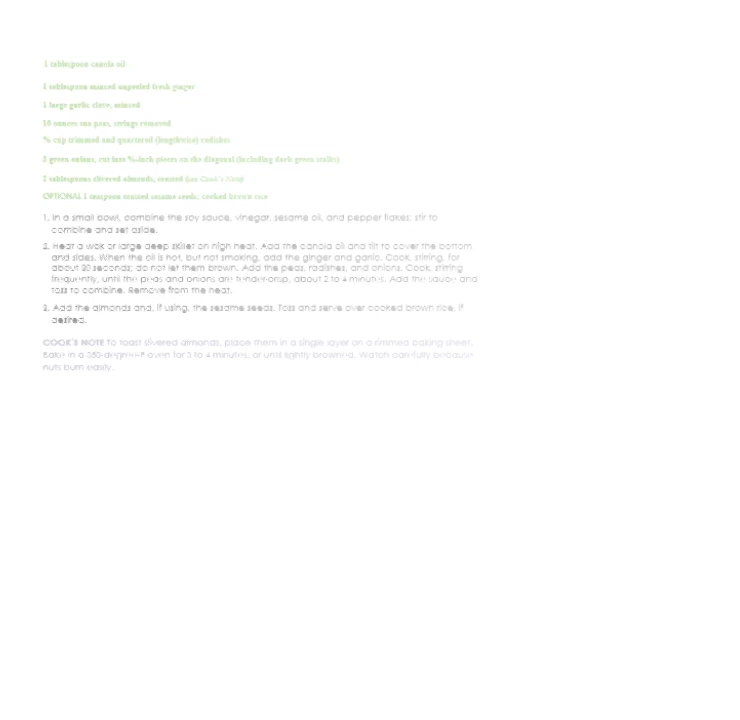 1 tablespoon canola oil
1 tablespoon minced unpeeled fresh ginger
1 large garlic clove, minced
10 ounces pea pans, strings removed
cup trimmed and quartered (lengthwise) radishes
3 green onions, cut into -inch pieces on the diagonal (including dark green stalks)
2 tablespoons slivered almonds, toasted (see Cook's Note)
OPTIONAL 1 teaspoon toasted sesame seeds; cooked brown rice
1. In a small bowl, combine the soy sauce, vinegar, sesame oil, and pepper flakes; stir to
combine and set aside.
2. Heat a wok or large deep skillet on high heat. Add the canola oil and tilt to cover the bottom
and sides. When the oil is hot, but not smoking, add the ginger and garlic. Cook, stirring, for
about 20 seconds; do not let them brown. Add the peas, radishes, and onions. Cook, stirring
frequently, until the peas and onions are tender-crisp, about 2 to 4 minutes. Add the sauce and
toss to combine. Remove from the heat.
3. Add the almonds and, if using, the sesame seeds. Toss and serve over cooked brown rice, if
desired.
COOK'S NOTE To toast slivered almonds, place them in a single layer on a rimmed baking sheet.
Bake in a 350-degree-F oven for 3 to 4 minutes, or until lightly browned. Watch carefully because
nuts burn easily.